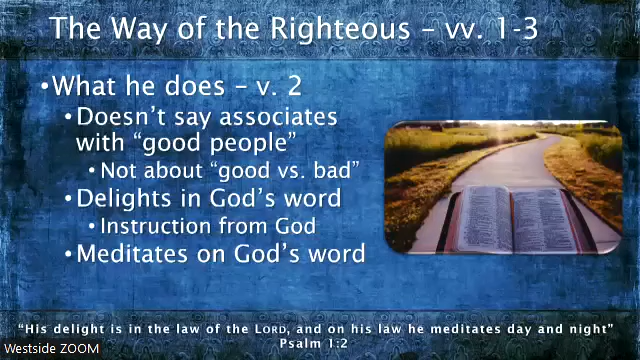 The Way of the Righteous – vv. 1-3
•What he does – v. 2
•Doesn’t say associates
with “good people”
•Not about “good vs. bad”
•Delights in God’s word
•Instruction from God
•Meditates on God’s word
“His delight is in the law of the LORD, and on his law he meditates day and night”
Psalm 1:2
Westside ZOOM